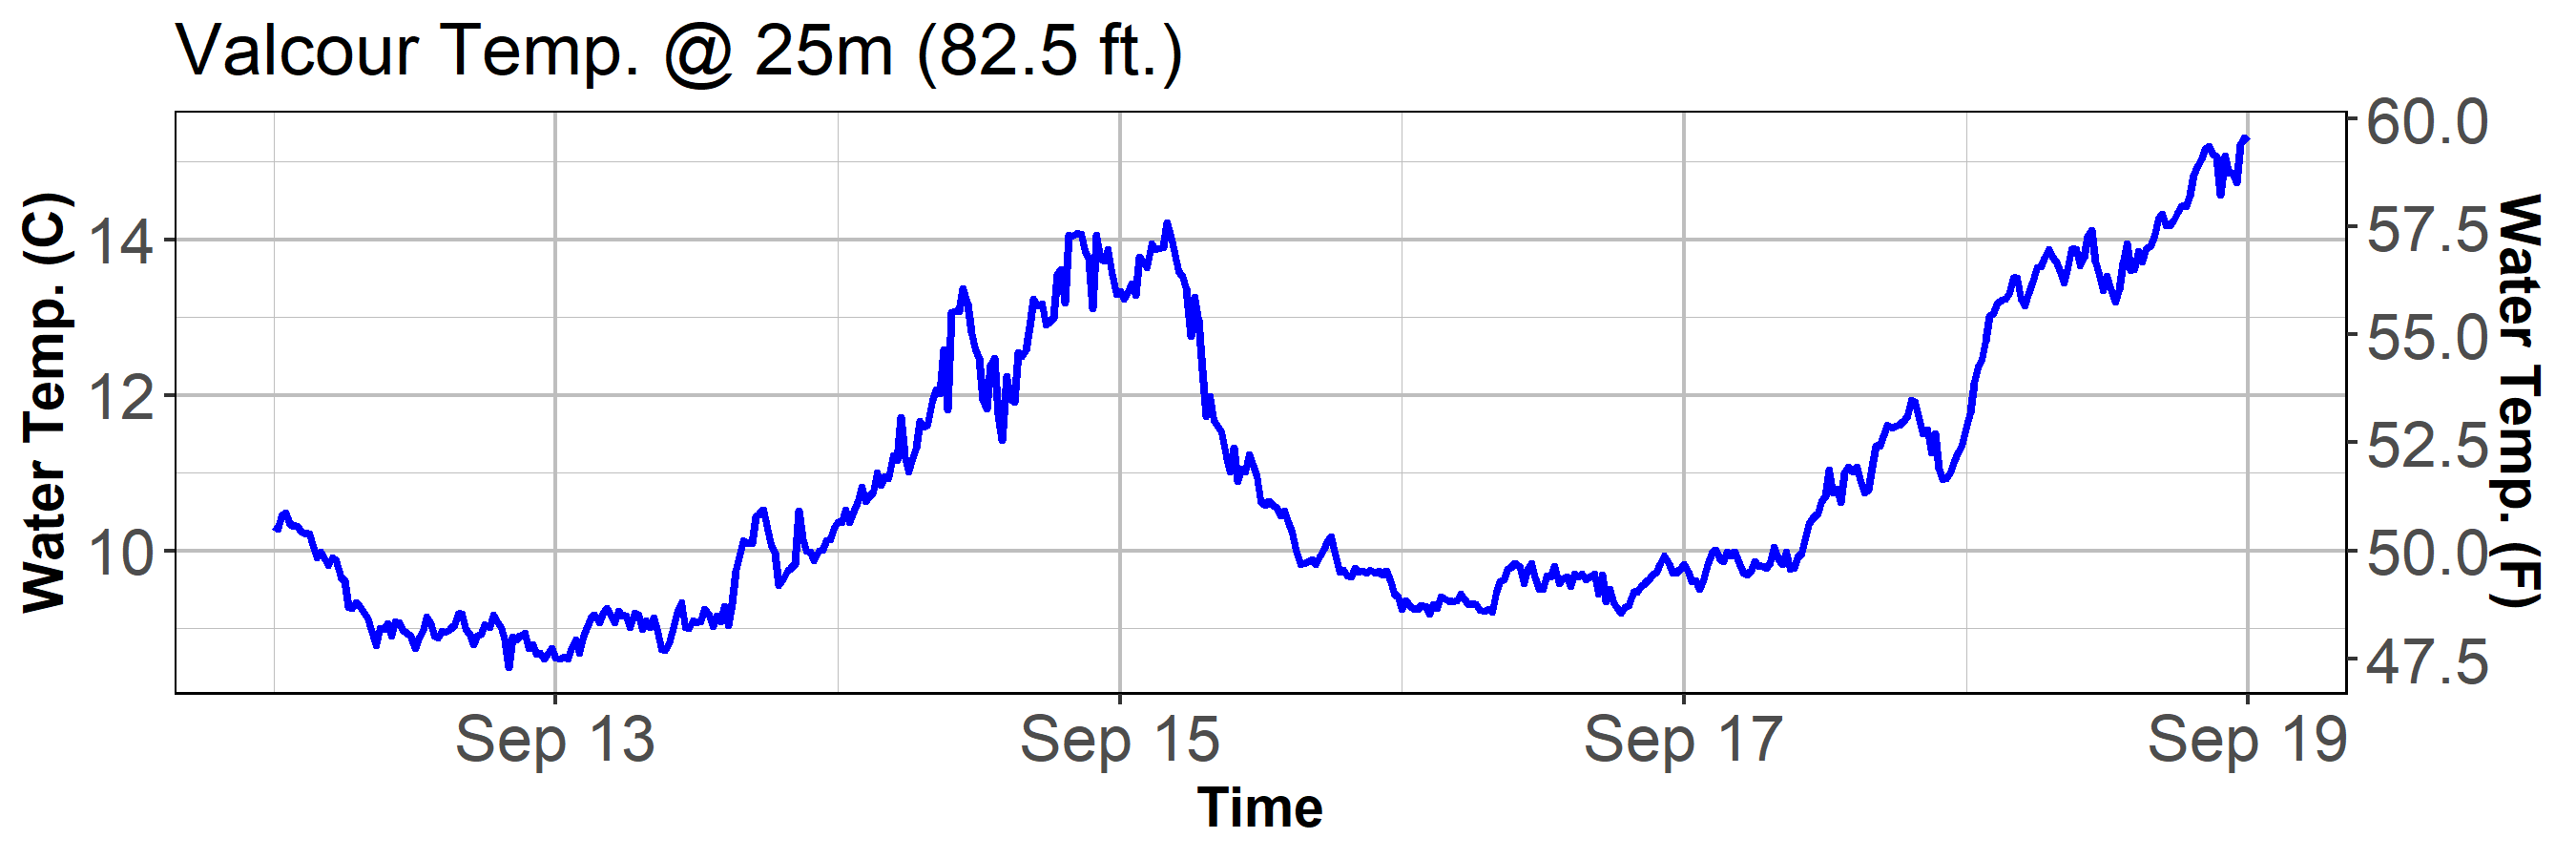 Valcour Temp. @ 25m (82.5 ft.)
Water Temp. (C)
14
12
10
60.0
57.5
55.0
52.5
50.0
47.5
Water Temp. (F)
Sep 13
Sep 15
Sep 17
Sep 19
Time